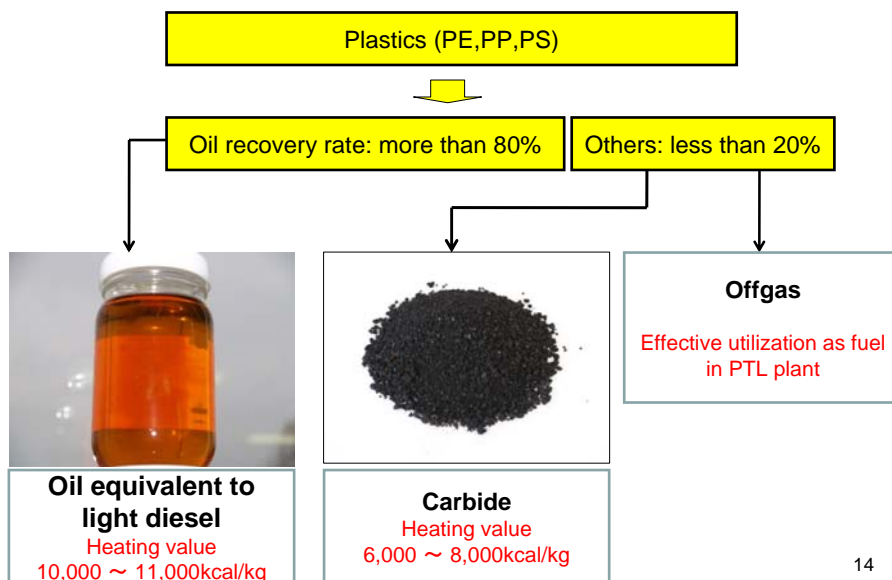 Plastics (PE,PP,PS)
Oil recovery rate: more than 80%
Others: less than 20%
Offgas
Effective utilization as fuel
in PTL plant
Oil equivalent to
light diesel
Heating value
10,000 ～ 11,000kcal/kg
Carbide
Heating value
6,000 ～ 8,000kcal/kg
14